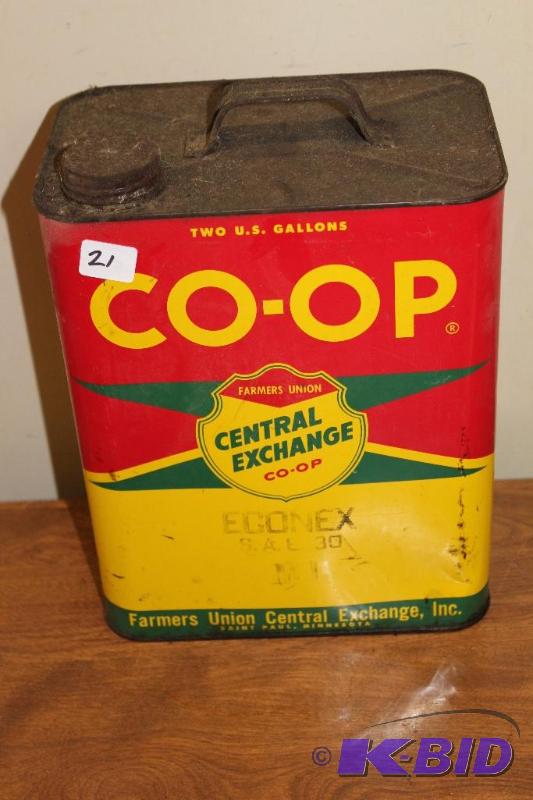 TWO U.S. GALLONS
21
CO-OP®
FARMERS UNION
CENTRAL
EXCHANGE
CO-OP
ECONEX
S.A.E. 30
Farmers Union Central Exchange, Inc.
SAINT PAUL, MINNESOTA
© K-BID